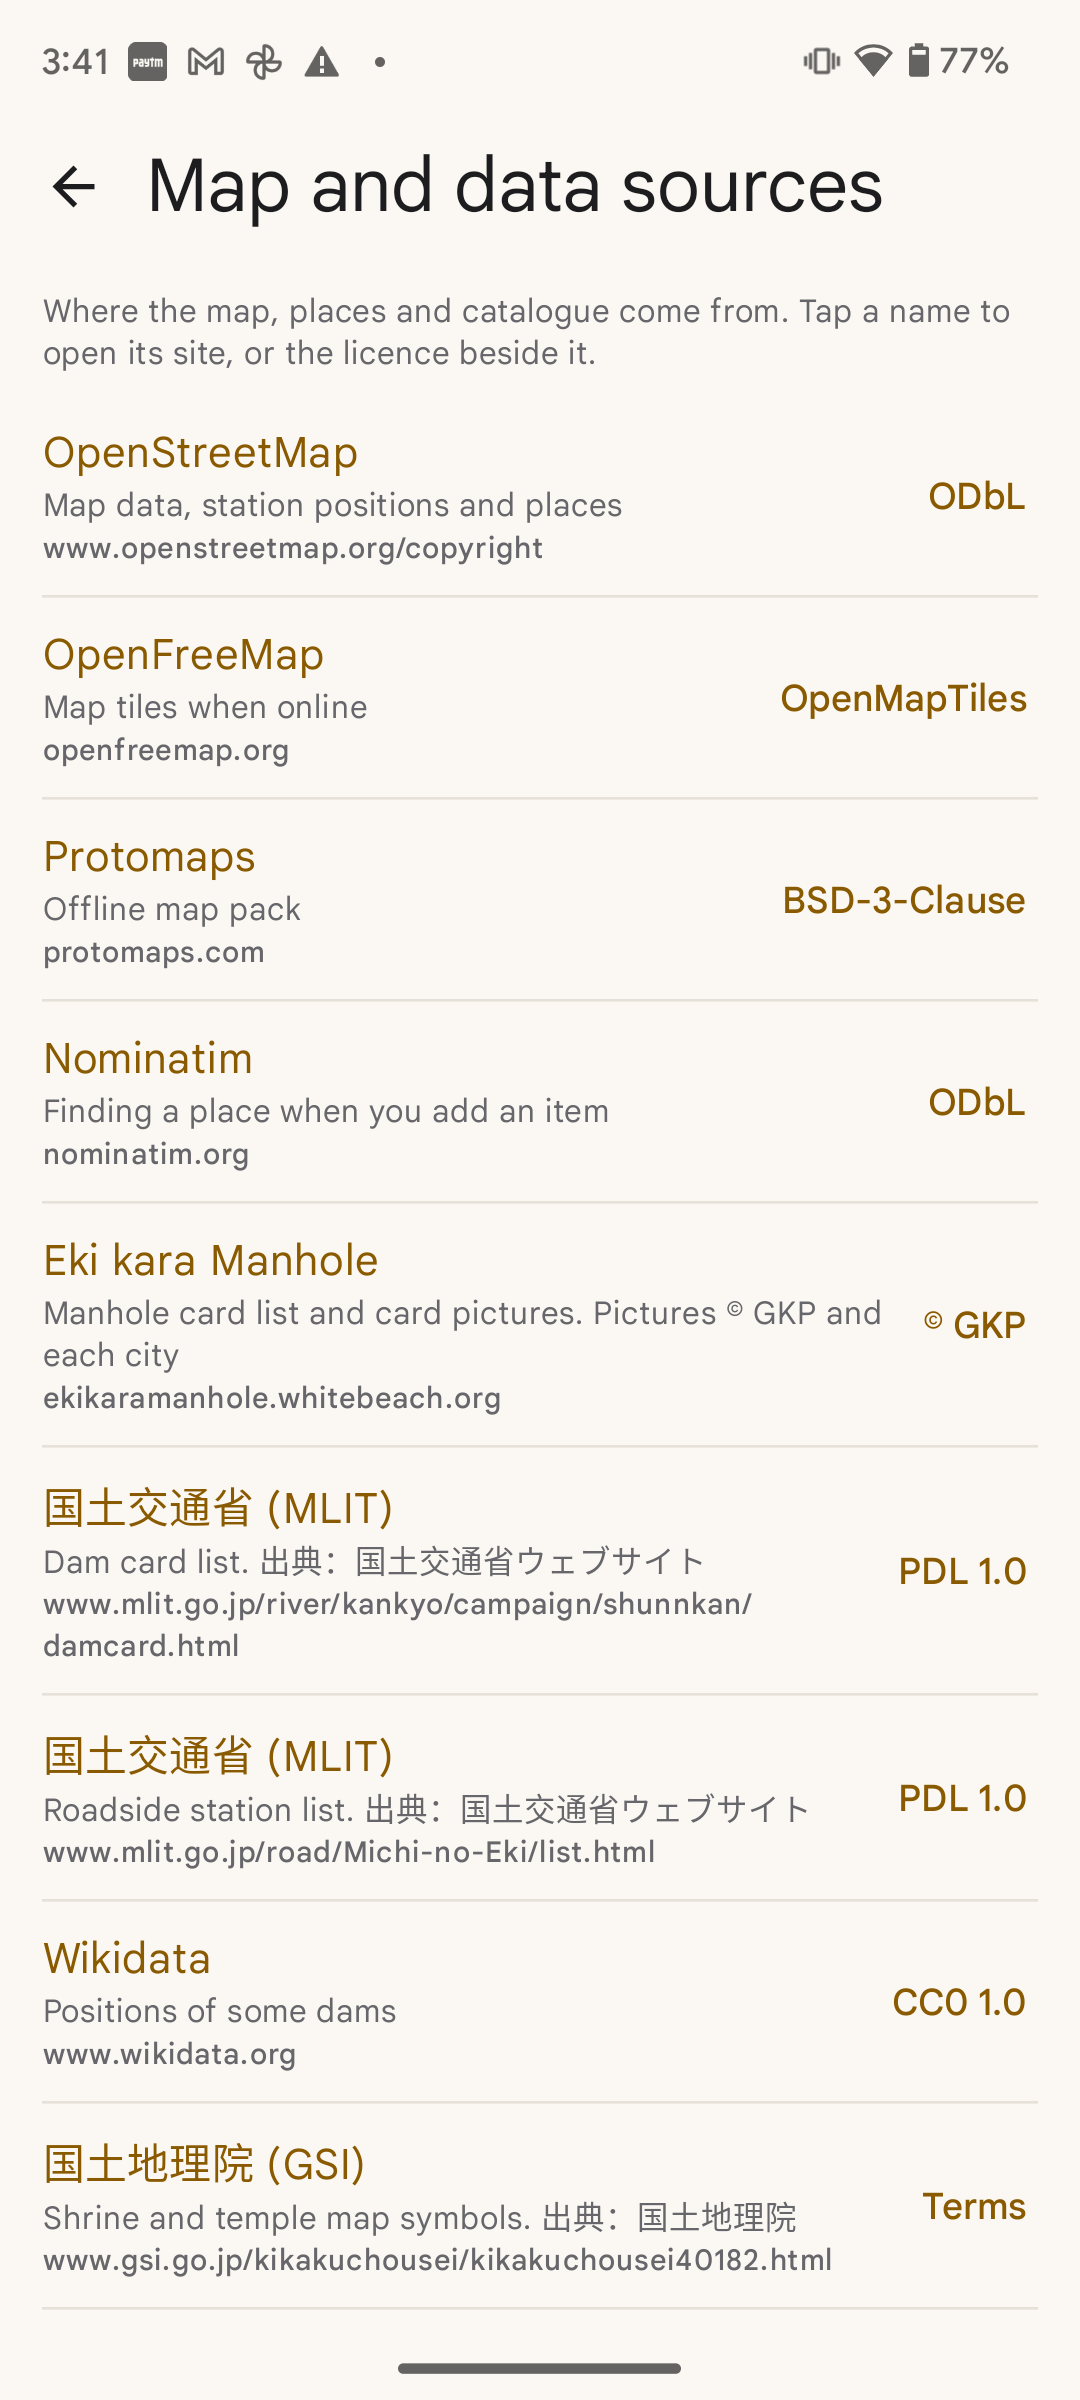 3:41 paytm 77%
Map and data sources
Where the map, places and catalogue come from. Tap a name to
open its site, or the licence beside it.
OpenStreetMap
Map data, station positions and places
www.openstreetmap.org/copyright
ODbL
OpenFreeMap
Map tiles when online
openfreemap.org
OpenMapTiles
Protomaps
Offline map pack
protomaps.com
BSD-3-Clause
Nominatim
Finding a place when you add an item
nominatim.org
ODbL
Eki kara Manhole
Manhole card list and card pictures. Pictures © GKP and
each city
ekikaramanhole.whitebeach.org
© GKP
国土交通省 (MLIT)
Dam card list. 出典：国土交通省ウェブサイト
www.mlit.go.jp/river/kankyo/campaign/shunnkan/
damcard.html
PDL 1.0
国土交通省 (MLIT)
Roadside station list. 出典：国土交通省ウェブサイト
www.mlit.go.jp/road/Michi-no-Eki/list.html
PDL 1.0
Wikidata
Positions of some dams
www.wikidata.org
CC0 1.0
国土地理院 (GSI)
Shrine and temple map symbols. 出典：国土地理院
www.gsi.go.jp/kikakuchousei/kikakuchousei40182.html
Terms